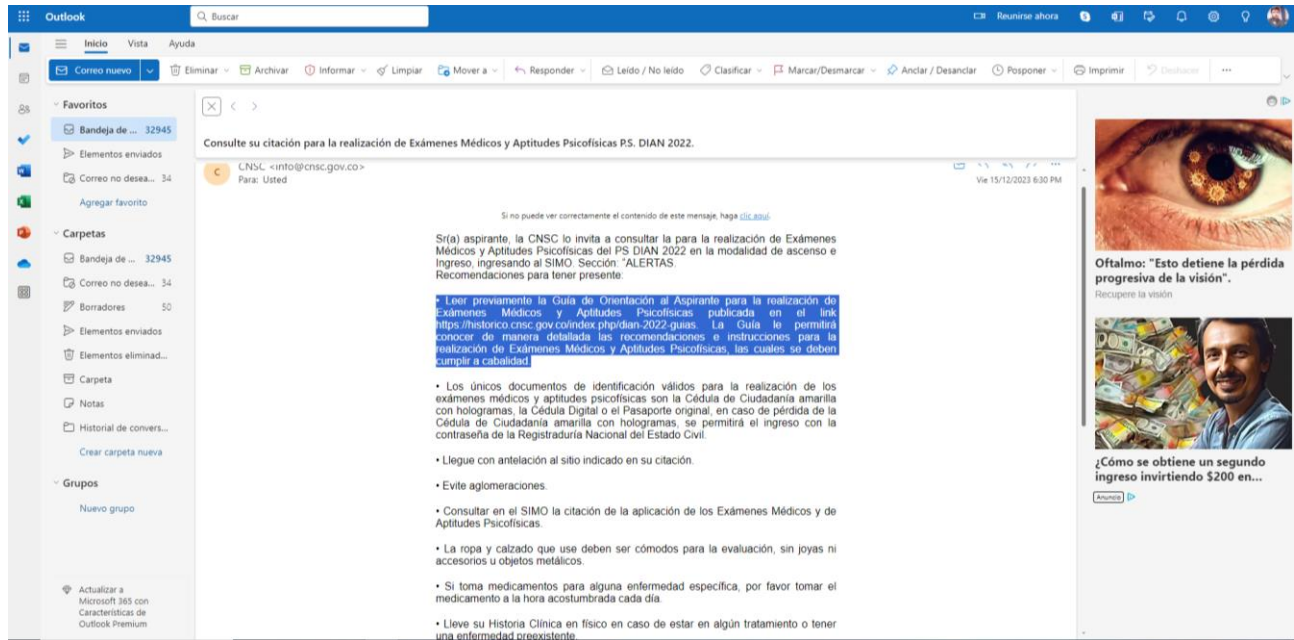 Outlook
Buscar
Reunirse ahora
Inicio Vista Ayuda
Correo nuevo Eliminar Archivar Informar Limpiar Mover a Responder Leído / No leído Clasificar Marcar/Desmarcar Anclar / Desanclar Posponer Imprimir Deshacer ...
Favoritos
Bandeja de ... 32945
Elementos enviados
Correo no desea... 34
Agregar favorito
Carpetas
Bandeja de ... 32945
Correo no desea... 34
Borradores 50
Elementos enviados
Elementos eliminad...
Carpeta
Notas
Historial de convers...
Crear carpeta nueva
Grupos
Nuevo grupo
Actualizar a
Microsoft 365 con
Características de
Outlook Premium
Consulte su citación para la realización de Exámenes Médicos y Aptitudes Psicofísicas P.S. DIAN 2022.
C
CNSC <info@cnsc.gov.co>
Para: Usted
Vie 15/12/2023 6:30 PM
Si no puede ver correctamente el contenido de este mensaje, haga clic aquí.
Sr(a) aspirante, la CNSC lo invita a consultar la para la realización de Exámenes
Médicos y Aptitudes Psicofísicas del PS DIAN 2022 en la modalidad de ascenso e
Ingreso, ingresando al SIMO. Sección: "ALERTAS.
Recomendaciones para tener presente:
• Leer previamente la Guía de Orientación al Aspirante para la realización de
Exámenes Médicos y Aptitudes Psicofísicas publicada en el link
https://historico.cnsc.gov.co/index.php/dian-2022-guias. La Guía le permitirá
conocer de manera detallada las recomendaciones e instrucciones para la
realización de Exámenes Médicos y Aptitudes Psicofísicas, las cuales se deben
cumplir a cabalidad.
• Los únicos documentos de identificación válidos para la realización de los
exámenes médicos y aptitudes psicofísicas son la Cédula de Ciudadanía amarilla
con hologramas, la Cédula Digital o el Pasaporte original, en caso de pérdida de la
Cédula de Ciudadanía amarilla con hologramas, se permitirá el ingreso con la
contraseña de la Registraduría Nacional del Estado Civil.
• Llegue con antelación al sitio indicado en su citación.
• Evite aglomeraciones.
• Consultar en el SIMO la citación de la aplicación de los Exámenes Médicos y de
Aptitudes Psicofísicas.
• La ropa y calzado que use deben ser cómodos para la evaluación, sin joyas ni
accesorios u objetos metálicos.
• Si toma medicamentos para alguna enfermedad específica, por favor tomar el
medicamento a la hora acostumbrada cada día.
• Lleve su Historia Clínica en físico en caso de estar en algún tratamiento o tener
una enfermedad preexistente.
Oftalmo: "Esto detiene la pérdida
progresiva de la visión".
Recupere la visión
¿Cómo se obtiene un segundo
ingreso invirtiendo $200 en...
Anuncio